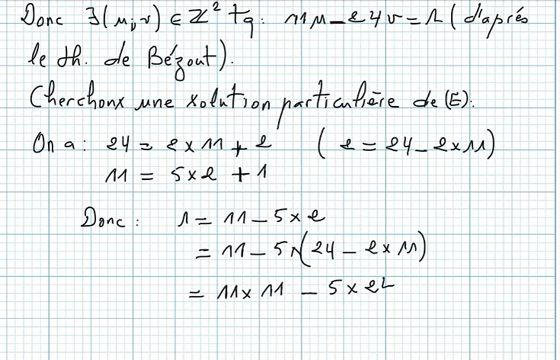 Donc ∃(u,v) ∈ ℤ² tq: 11u - 24v = 1 (d'après
le th. de Bézout).
Cherchons une solution particulière de (E).
On a: 24 = 2 x 11 + 2 ( 2 = 24 - 2 x 11 )
11 = 5 x 2 + 1
Donc: 1 = 11 - 5 x 2
= 11 - 5 x (24 - 2 x 11)
= 11 x 11 - 5 x 24